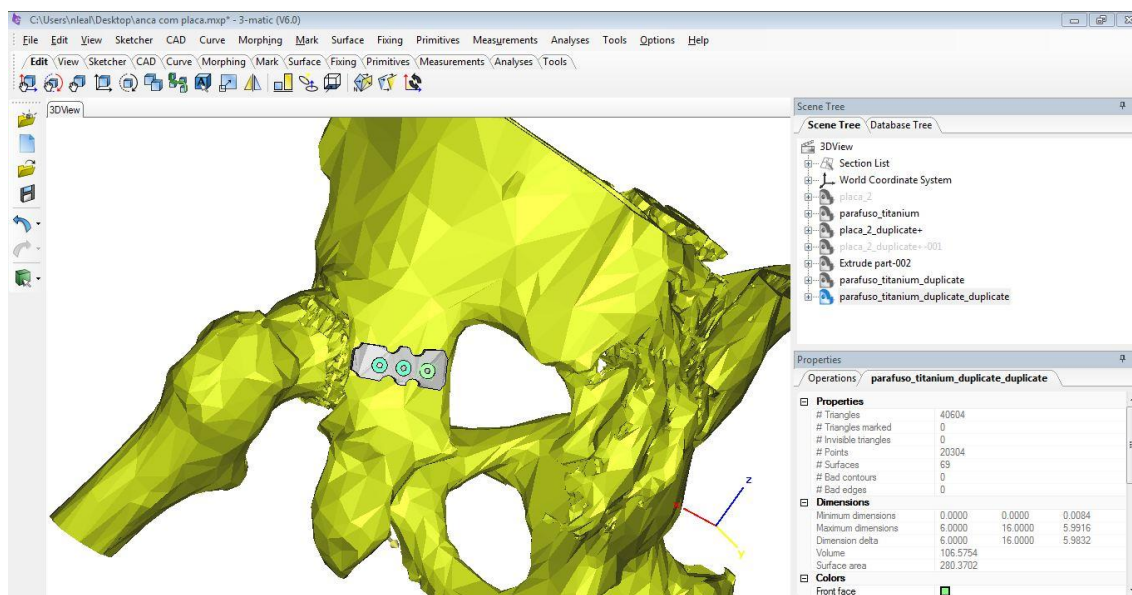 C:\Users\nleal\Desktop\anca com placa.mxp* - 3-matic (V6.0)
File Edit View Sketcher CAD Curve Morphing Mark Surface Fixing Primitives Measurements Analyses Tools Options Help
Edit View Sketcher CAD Curve Morphing Mark Surface Fixing Primitives Measurements Analyses Tools
3DView
Scene Tree
Scene Tree Database Tree
3DView
Section List
World Coordinate System
placa_2
parafuso_titanium
placa_2_duplicate+
placa_2_duplicate+-001
Extrude part-002
parafuso_titanium_duplicate
parafuso_titanium_duplicate_duplicate
z
y
Properties
Operations parafuso_titanium_duplicate_duplicate
Properties
# Triangles 40604
# Triangles marked 0
# Invisible triangles 0
# Points 20304
# Surfaces 69
# Bad contours 0
# Bad edges 0
Dimensions
Minimum dimensions 0.0000 0.0000 0.0084
Maximum dimensions 6.0000 16.0000 5.9916
Dimension delta 6.0000 16.0000 5.9832
Volume 106.5754
Surface area 280.3702
Colors
Front face